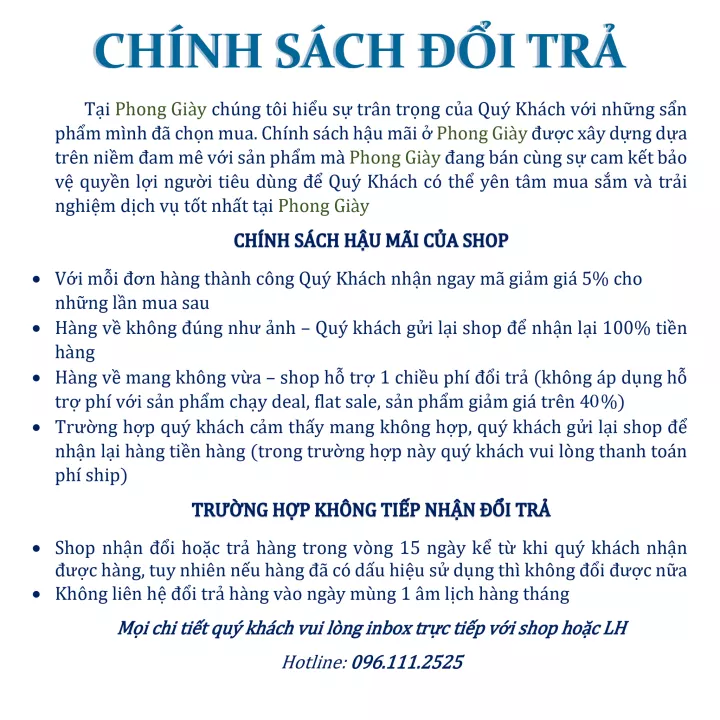 CHÍNH SÁCH ĐỔI TRẢ
Tại Phong Giày chúng tôi hiểu sự trân trọng của Quý Khách với những sẩn
phẩm mình đã chọn mua. Chính sách hậu mãi ở Phong Giày được xây dựng dựa
trên niềm đam mê với sản phẩm mà Phong Giày đang bán cùng sự cam kết bảo
vệ quyền lợi người tiêu dùng để Quý Khách có thể yên tâm mua sắm và trải
nghiệm dịch vụ tốt nhất tại Phong Giày
CHÍNH SÁCH HẬU MÃI CỦA SHOP
• Với mỗi đơn hàng thành công Quý Khách nhận ngay mã giảm giá 5% cho
những lần mua sau
• Hàng về không đúng như ảnh – Quý khách gửi lại shop để nhận lại 100% tiền
hàng
• Hàng về mang không vừa – shop hỗ trợ 1 chiều phí đổi trả (không áp dụng hỗ
trợ phí với sản phẩm chạy deal, flat sale, sản phẩm giảm giá trên 40%)
• Trường hợp quý khách cảm thấy mang không hợp, quý khách gửi lại shop để
nhận lại hàng tiền hàng (trong trường hợp này quý khách vui lòng thanh toán
phí ship)
TRƯỜNG HỢP KHÔNG TIẾP NHẬN ĐỔI TRẢ
• Shop nhận đổi hoặc trả hàng trong vòng 15 ngày kể từ khi quý khách nhận
được hàng, tuy nhiên nếu hàng đã có dấu hiệu sử dụng thì không đổi được nữa
• Không liên hệ đổi trả hàng vào ngày mùng 1 âm lịch hàng tháng
Mọi chi tiết quý khách vui lòng inbox trực tiếp với shop hoặc LH
Hotline: 096.111.2525